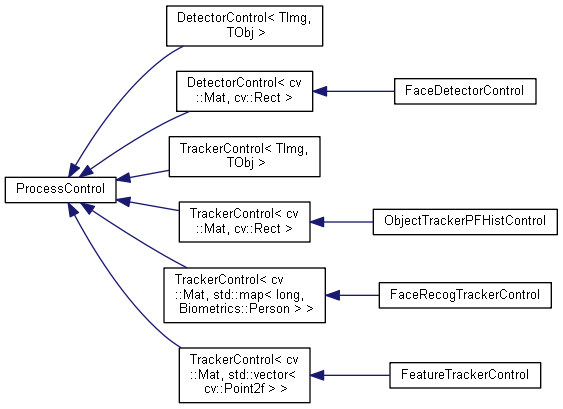 DetectorControl< TImg,
TObj >
DetectorControl< cv
::Mat, cv::Rect >
FaceDetectorControl
TrackerControl< TImg,
TObj >
ProcessControl
TrackerControl< cv
::Mat, cv::Rect >
ObjectTrackerPFHistControl
TrackerControl< cv
::Mat, std::map< long,
Biometrics::Person > >
FaceRecogTrackerControl
TrackerControl< cv
::Mat, std::vector<
cv::Point2f > >
FeatureTrackerControl